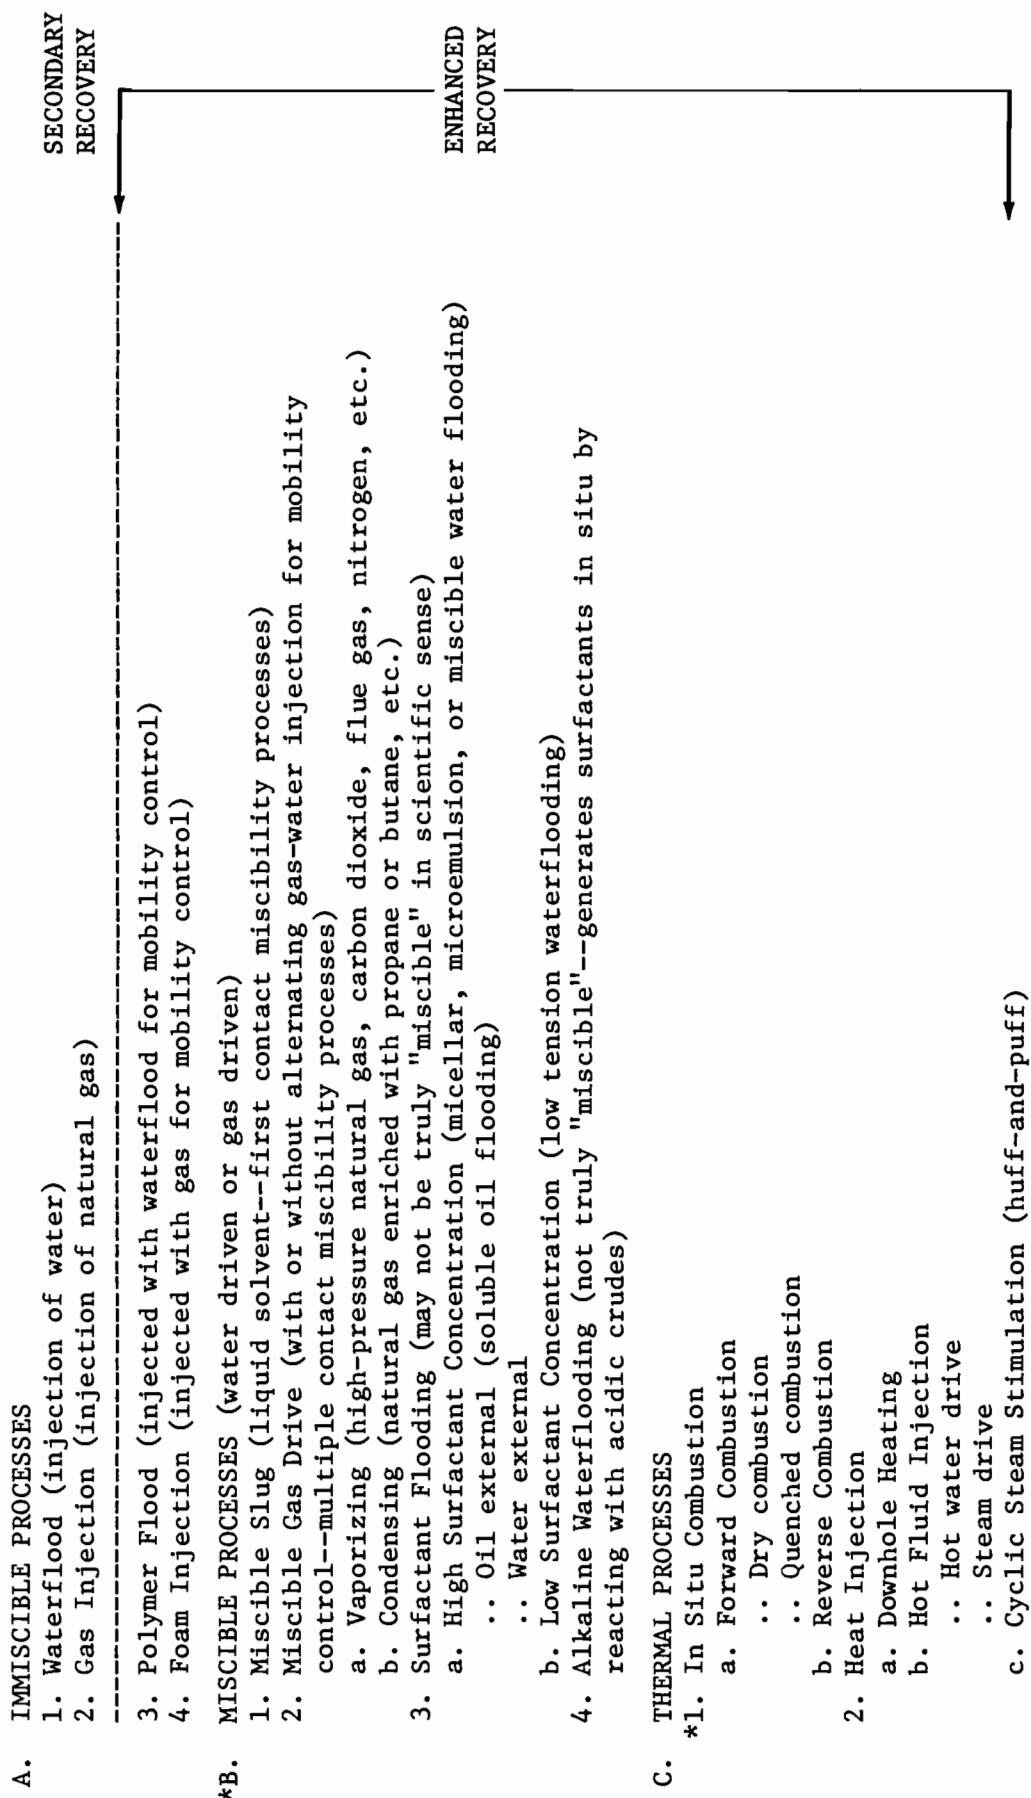 A. IMMISCIBLE PROCESSES
1. Waterflood (injection of water)
2. Gas Injection (injection of natural gas)
SECONDARY
RECOVERY
3. Polymer Flood (injected with waterflood for mobility control)
4. Foam Injection (injected with gas for mobility control)
*B. MISCIBLE PROCESSES (water driven or gas driven)
1. Miscible Slug (liquid solvent--first contact miscibility processes)
2. Miscible Gas Drive (with or without alternating gas-water injection for mobility
control--multiple contact miscibility processes)
a. Vaporizing (high-pressure natural gas, carbon dioxide, flue gas, nitrogen, etc.)
b. Condensing (natural gas enriched with propane or butane, etc.)
3. Surfactant Flooding (may not be truly "miscible" in scientific sense)
a. High Surfactant Concentration (micellar, microemulsion, or miscible water flooding)
.. Oil external (soluble oil flooding)
.. Water external
b. Low Surfactant Concentration (low tension waterflooding)
4. Alkaline Waterflooding (not truly "miscible"--generates surfactants in situ by
reacting with acidic crudes)
ENHANCED
RECOVERY
C. THERMAL PROCESSES
*1. In Situ Combustion
a. Forward Combustion
.. Dry combustion
.. Quenched combustion
b. Reverse Combustion
2. Heat Injection
a. Downhole Heating
b. Hot Fluid Injection
.. Hot water drive
.. Steam drive
c. Cyclic Steam Stimulation (huff-and-puff)